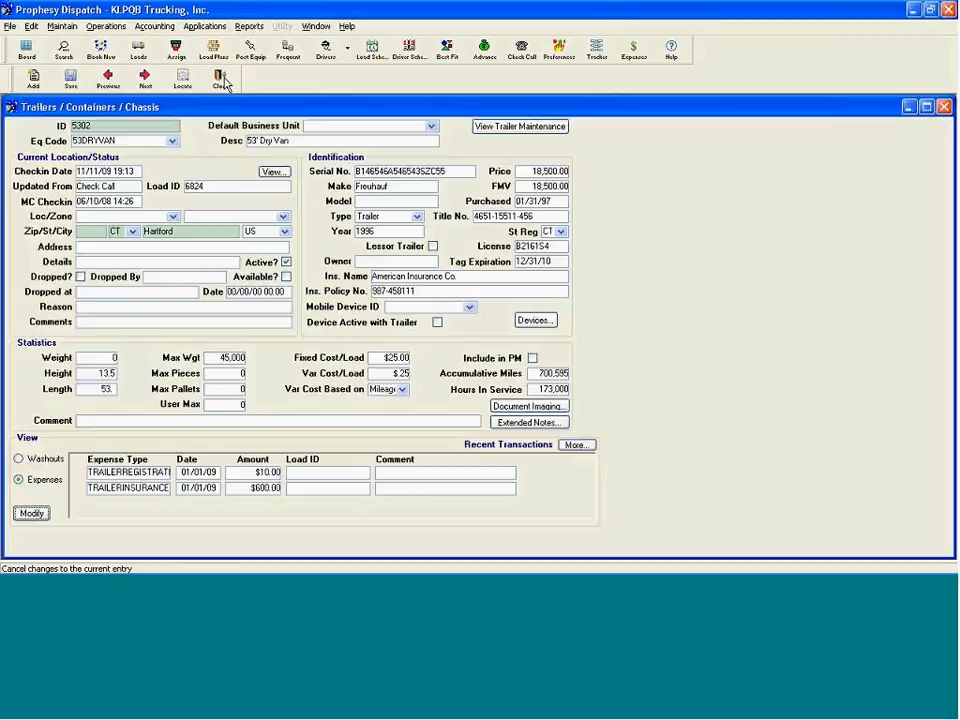 Prophesy Dispatch - KLPQB Trucking, Inc.
File Edit Maintain Operations Accounting Applications Reports Utility Window Help
Board Search Book New Loads Assign Load Plans Post Equip Frequent Drivers Load Sche... Driver Sche... Best Fit Advance Check Call Preferences Tracker Expenses Help
Add Save Previous Next Locate Close
Trailers / Containers / Chassis
ID 5302 Default Business Unit View Trailer Maintenance
Eq Code 53DRYVAN Desc 53' Dry Van
Current Location/Status Identification
Checkin Date 11/11/09 19:13 View... Serial No. B146546A546543SZC55 Price 18,500.00
Updated From Check Call Load ID 6824 Make Freuhauf FMV 18,500.00
MC Checkin 06/10/08 14:26 Model Purchased 01/31/97
Loc/Zone Type Trailer Title No. 4651-15511-456
Zip/St/City CT Hartford US Year 1996 St Reg CT
Address Lessor Trailer License B2161S4
Details Active? Owner Tag Expiration 12/31/10
Dropped? Dropped By Available? Ins. Name American Insurance Co.
Dropped at Date 00/00/00 00:00 Ins. Policy No. 987-458111
Reason Mobile Device ID
Comments Device Active with Trailer Devices...
Statistics
Weight 0 Max Wgt 45,000 Fixed Cost/Load $25.00 Include in PM
Height 13.5 Max Pieces 0 Var Cost/Load $.25 Accumulative Miles 700,595
Length 53. Max Pallets 0 Var Cost Based on Mileage Hours In Service 173,000
User Max 0 Document Imaging...
Comment Extended Notes...
View Recent Transactions More...
Washouts Expense Type Date Amount Load ID Comment
TRAILERREGISTRATI 01/01/09 $10.00
Expenses TRAILERINSURANCE 01/01/09 $600.00
Modify
Cancel changes to the current entry